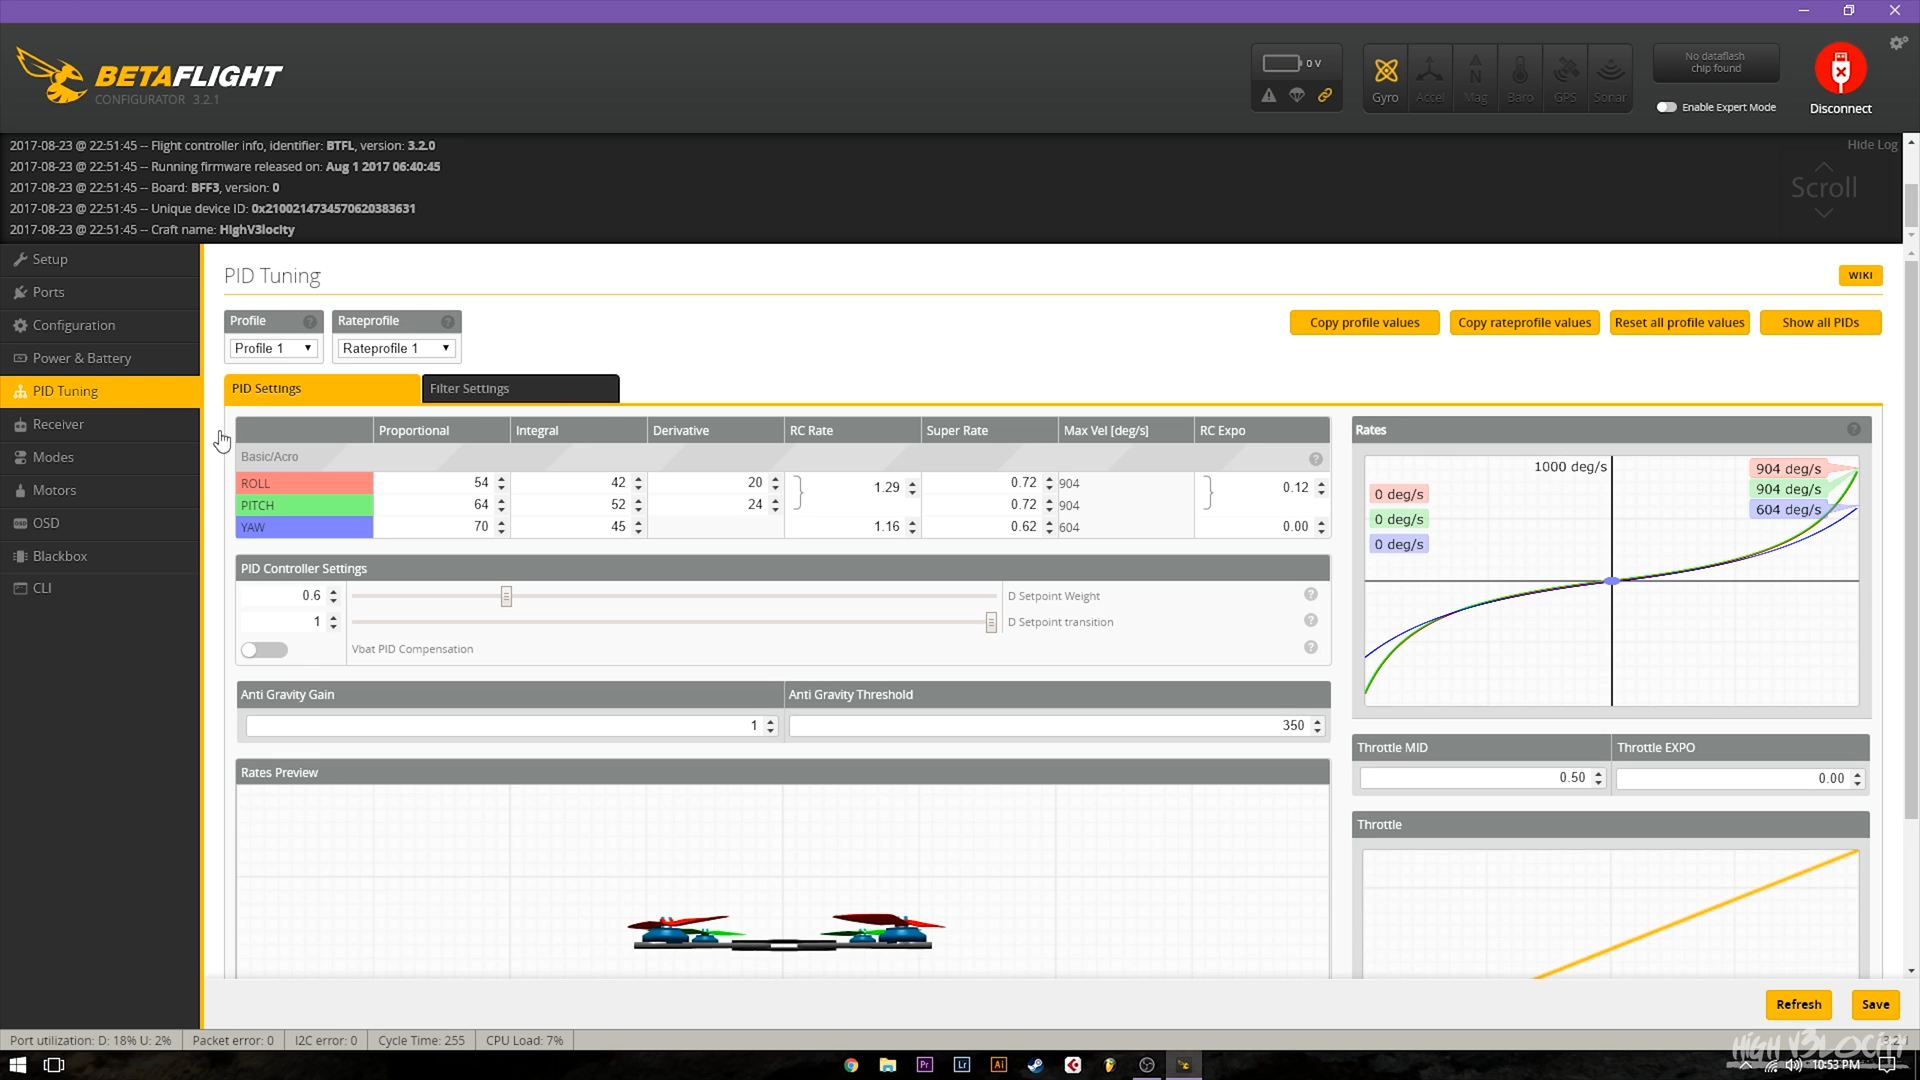 BETAFLIGHT
CONFIGURATOR 3.2.1
0 V
Gyro
Accel
Mag
Baro
GPS
Sonar
No dataflash
chip found
Enable Expert Mode
Disconnect
2017-08-23 @ 22:51:45 -- Flight controller info, identifier: BTFL, version: 3.2.0
2017-08-23 @ 22:51:45 -- Running firmware released on: Aug 1 2017 06:40:45
2017-08-23 @ 22:51:45 -- Board: BFF3, version: 0
2017-08-23 @ 22:51:45 -- Unique device ID: 0x2100214734570620383631
2017-08-23 @ 22:51:45 -- Craft name: HighV3locity
Hide Log
Scroll
Setup
Ports
Configuration
Power & Battery
PID Tuning
Receiver
Modes
Motors
OSD
Blackbox
CLI
PID Tuning
WIKI
Profile
Rateprofile
Profile 1
Rateprofile 1
Copy profile values
Copy rateprofile values
Reset all profile values
Show all PIDs
PID Settings
Filter Settings
Proportional Integral Derivative RC Rate Super Rate Max Vel [deg/s] RC Expo
Basic/Acro
ROLL 54 42 20 1.29 0.72 904 0.12
PITCH 64 52 24 0.72 904
YAW 70 45 1.16 0.62 604 0.00
PID Controller Settings
0.6 D Setpoint Weight
1 D Setpoint transition
Vbat PID Compensation
Anti Gravity Gain
Anti Gravity Threshold
1
350
Rates Preview
Rates
1000 deg/s
904 deg/s
904 deg/s
604 deg/s
0 deg/s
0 deg/s
0 deg/s
Throttle MID
Throttle EXPO
0.50
0.00
Throttle
Refresh
Save
Port utilization: D: 18% U: 2%
Packet error: 0
I2C error: 0
Cycle Time: 255
CPU Load: 7%
3.2.1
HIGH V3LOCITY
Pr
Lr
Ai
10:53 PM